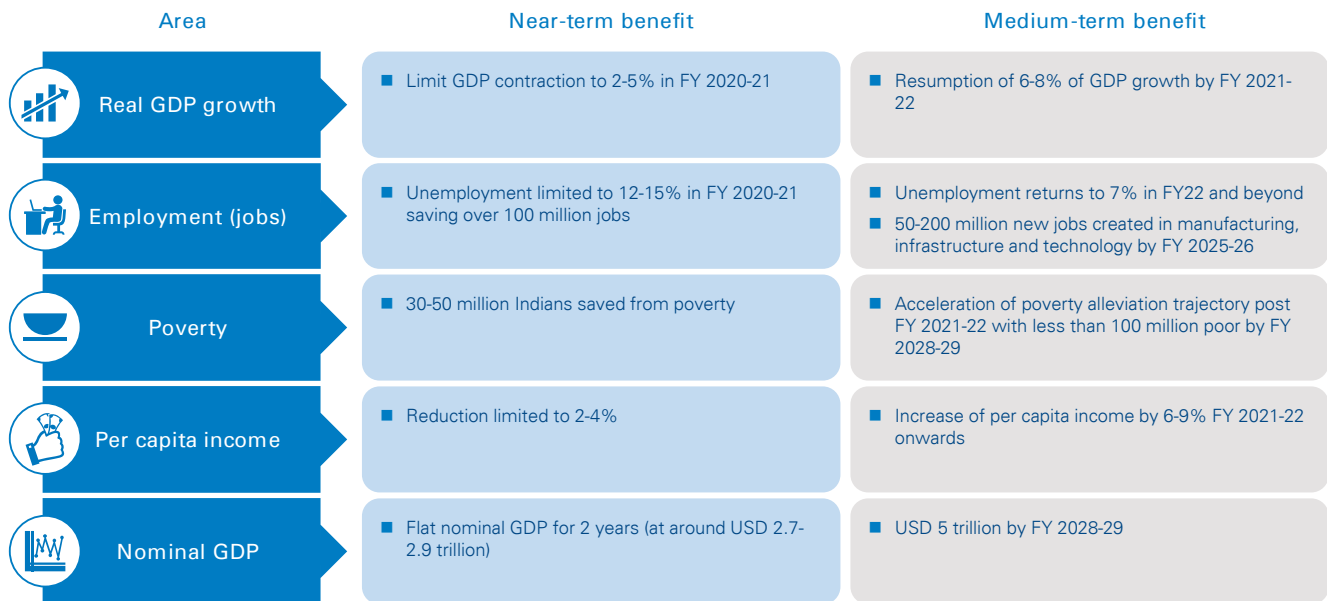 Area
Near-term benefit
Medium-term benefit
Real GDP growth
■ Limit GDP contraction to 2-5% in FY 2020-21
■ Resumption of 6-8% of GDP growth by FY 2021-
22
Employment (jobs)
■ Unemployment limited to 12-15% in FY 2020-21
saving over 100 million jobs
■ Unemployment returns to 7% in FY22 and beyond
■ 50-200 million new jobs created in manufacturing,
infrastructure and technology by FY 2025-26
Poverty
■ 30-50 million Indians saved from poverty
■ Acceleration of poverty alleviation trajectory post
FY 2021-22 with less than 100 million poor by FY
2028-29
Per capita income
■ Reduction limited to 2-4%
■ Increase of per capita income by 6-9% FY 2021-22
onwards
Nominal GDP
■ Flat nominal GDP for 2 years (at around USD 2.7-
2.9 trillion)
■ USD 5 trillion by FY 2028-29